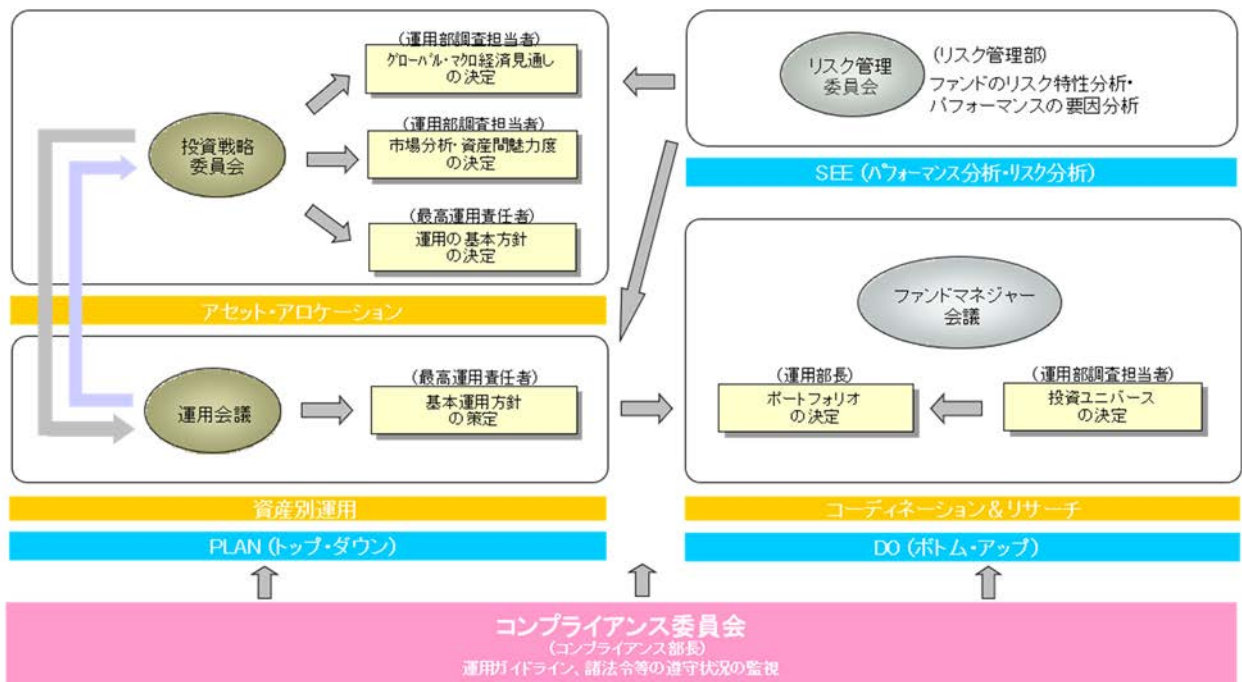 (運用部調査担当者)
グローバル・マクロ経済見通し
の決定
投資戦略
委員会
(運用部調査担当者)
市場分析・資産間魅力度
の決定
(最高運用責任者)
運用の基本方針
の決定
アセット・アロケーション
運用会議
(最高運用責任者)
基本運用方針
の策定
資産別運用
PLAN (トップ・ダウン)
リスク管理
委員会
(リスク管理部)
ファンドのリスク特性分析・
パフォーマンスの要因分析
SEE (パフォーマンス分析・リスク分析)
ファンドマネジャー
会議
(運用部長)
ポートフォリオ
の決定
(運用部調査担当者)
投資ユニバース
の決定
コーディネーション&リサーチ
DO (ボトム・アップ)
コンプライアンス委員会
(コンプライアンス部長)
運用ガイドライン、諸法令等の遵守状況の監視